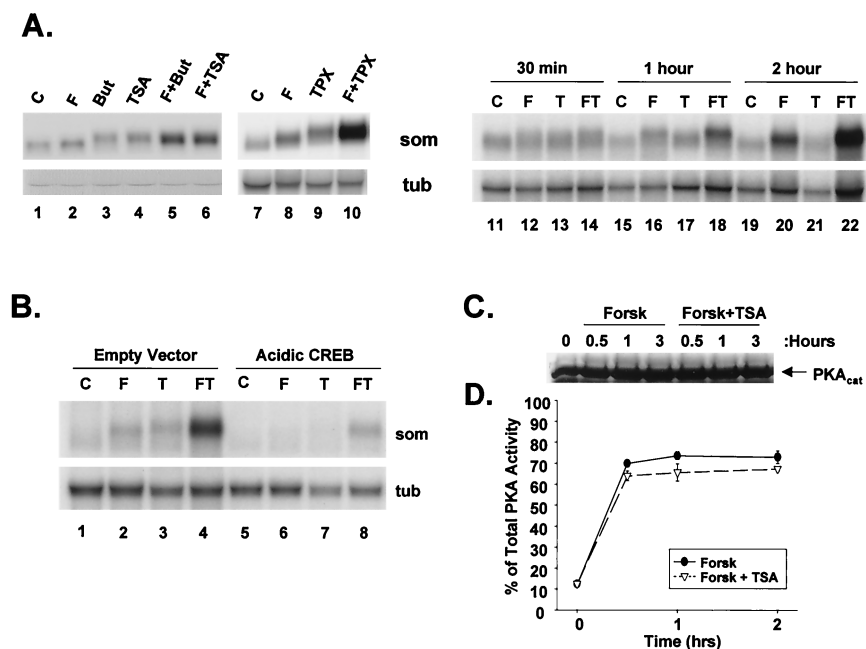 A.
C F But TSA F+But F+TSA
C F TPX F+TPX
30 min 1 hour 2 hour
C F T FT C F T FT C F T FT
som
tub
1 2 3 4 5 6 7 8 9 10 11 12 13 14 15 16 17 18 19 20 21 22
B.
Empty Vector Acidic CREB
C F T FT C F T FT
som
tub
1 2 3 4 5 6 7 8
C.
Forsk Forsk+TSA
0 0.5 1 3 0.5 1 3 :Hours
PKAcat
D.
% of Total PKA Activity
100
90
80
70
60
50
40
30
20
10
0
Forsk
Forsk + TSA
0 1 2
Time (hrs)